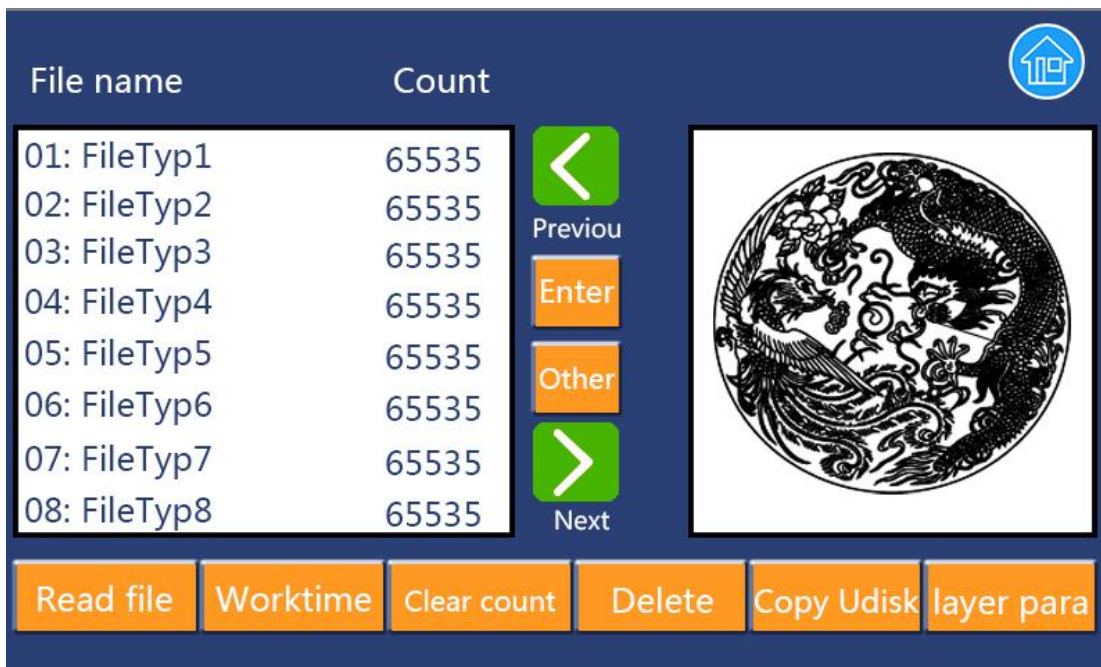 File name Count
01: FileTyp1 65535
02: FileTyp2 65535
03: FileTyp3 65535
04: FileTyp4 65535
05: FileTyp5 65535
06: FileTyp6 65535
07: FileTyp7 65535
08: FileTyp8 65535
Previou
Enter
Other
Next
Read file Worktime Clear count Delete Copy Udisk layer para